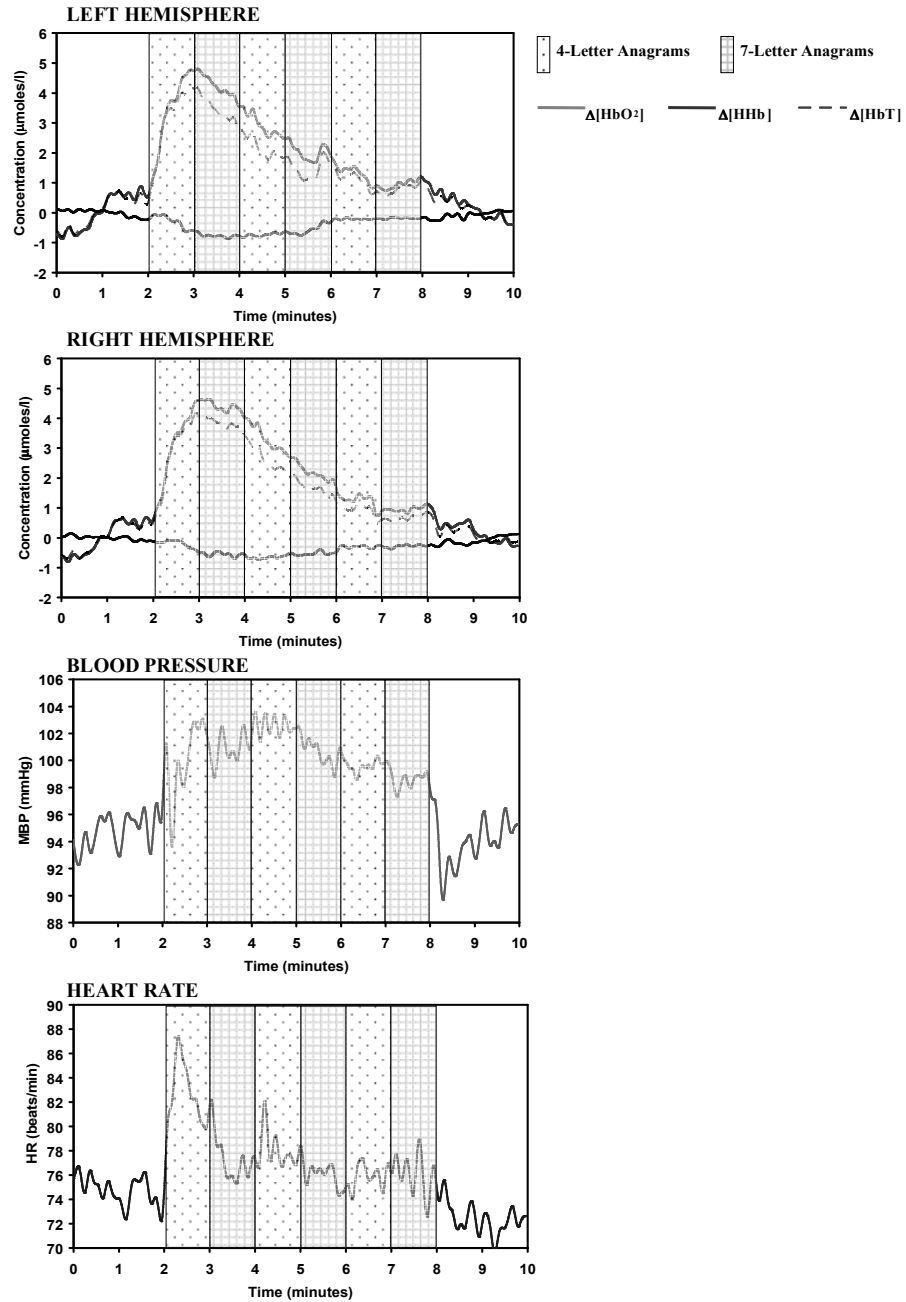 LEFT HEMISPHERE
4-Letter Anagrams
7-Letter Anagrams
Δ[HbO²]
Δ[HHb]
Δ[HbT]
Concentration (µmoles/l)
6
5
4
3
2
1
0
-1
-2
0 1 2 3 4 5 6 7 8 9 10
Time (minutes)
RIGHT HEMISPHERE
Concentration (µmoles/l)
6
5
4
3
2
1
0
-1
-2
0 1 2 3 4 5 6 7 8 9 10
Time (minutes)
BLOOD PRESSURE
MBP (mmHg)
106
104
102
100
98
96
94
92
90
88
0 1 2 3 4 5 6 7 8 9 10
Time (minutes)
HEART RATE
HR (beats/min)
90
88
86
84
82
80
78
76
74
72
70
0 1 2 3 4 5 6 7 8 9 10
Time (minutes)